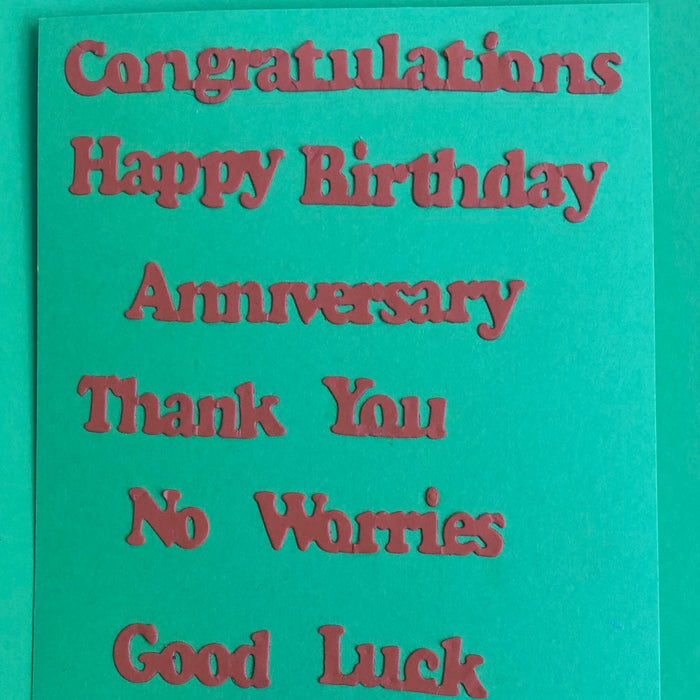 Congratulations
Happy Birthday
Anniversary
Thank You
No Worries
Good Luck